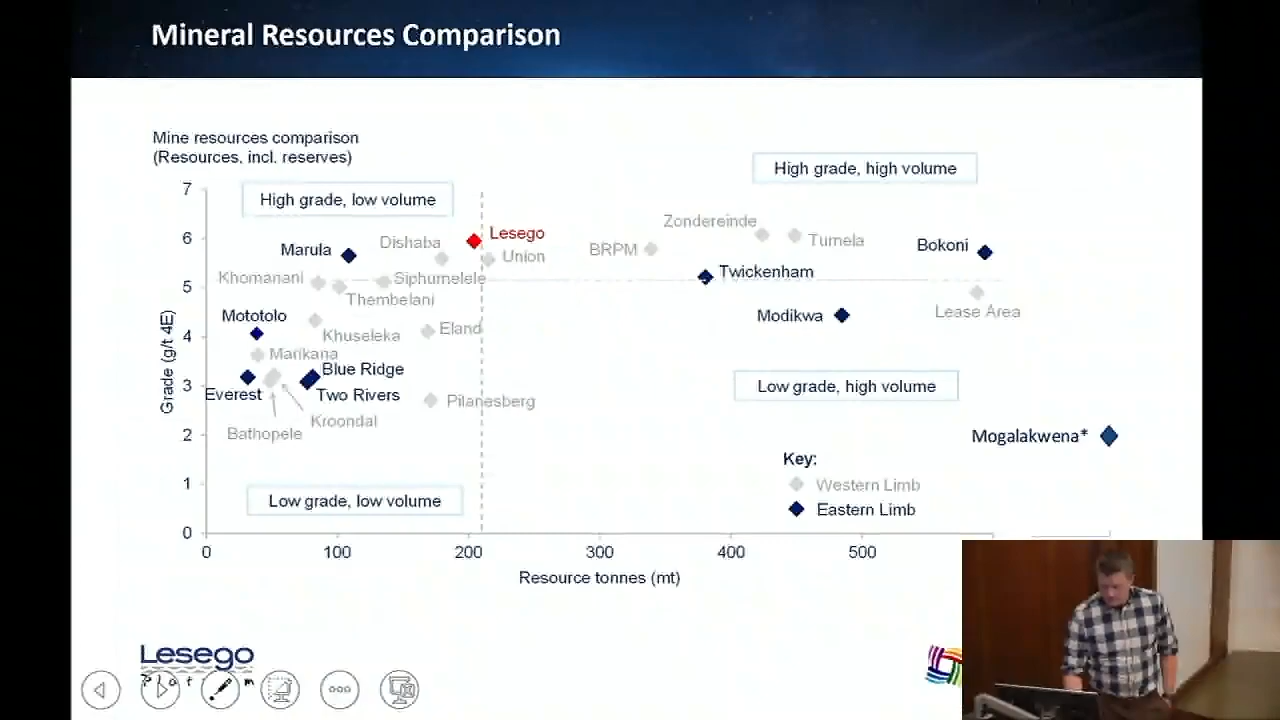 Mineral Resources Comparison
Mine resources comparison
(Resources, incl. reserves)
High grade, high volume
High grade, low volume
7
6
5
4
3
2
1
0
Grade (g/t 4E)
Zondereinde
Lesego
Dishaba
Tumela
Marula
BRPM
Bokoni
Union
Khomanani
Siphumelele
Twickenham
Thembelani
Lease Area
Mototolo
Modikwa
Khuseleka
Eland
Marikana
Blue Ridge
Low grade, high volume
Everest
Two Rivers
Pilanesberg
Kroondal
Bathopele
Mogalakwena*
Key:
Western Limb
Eastern Limb
Low grade, low volume
0 100 200 300 400 500
Resource tonnes (mt)
Lesego